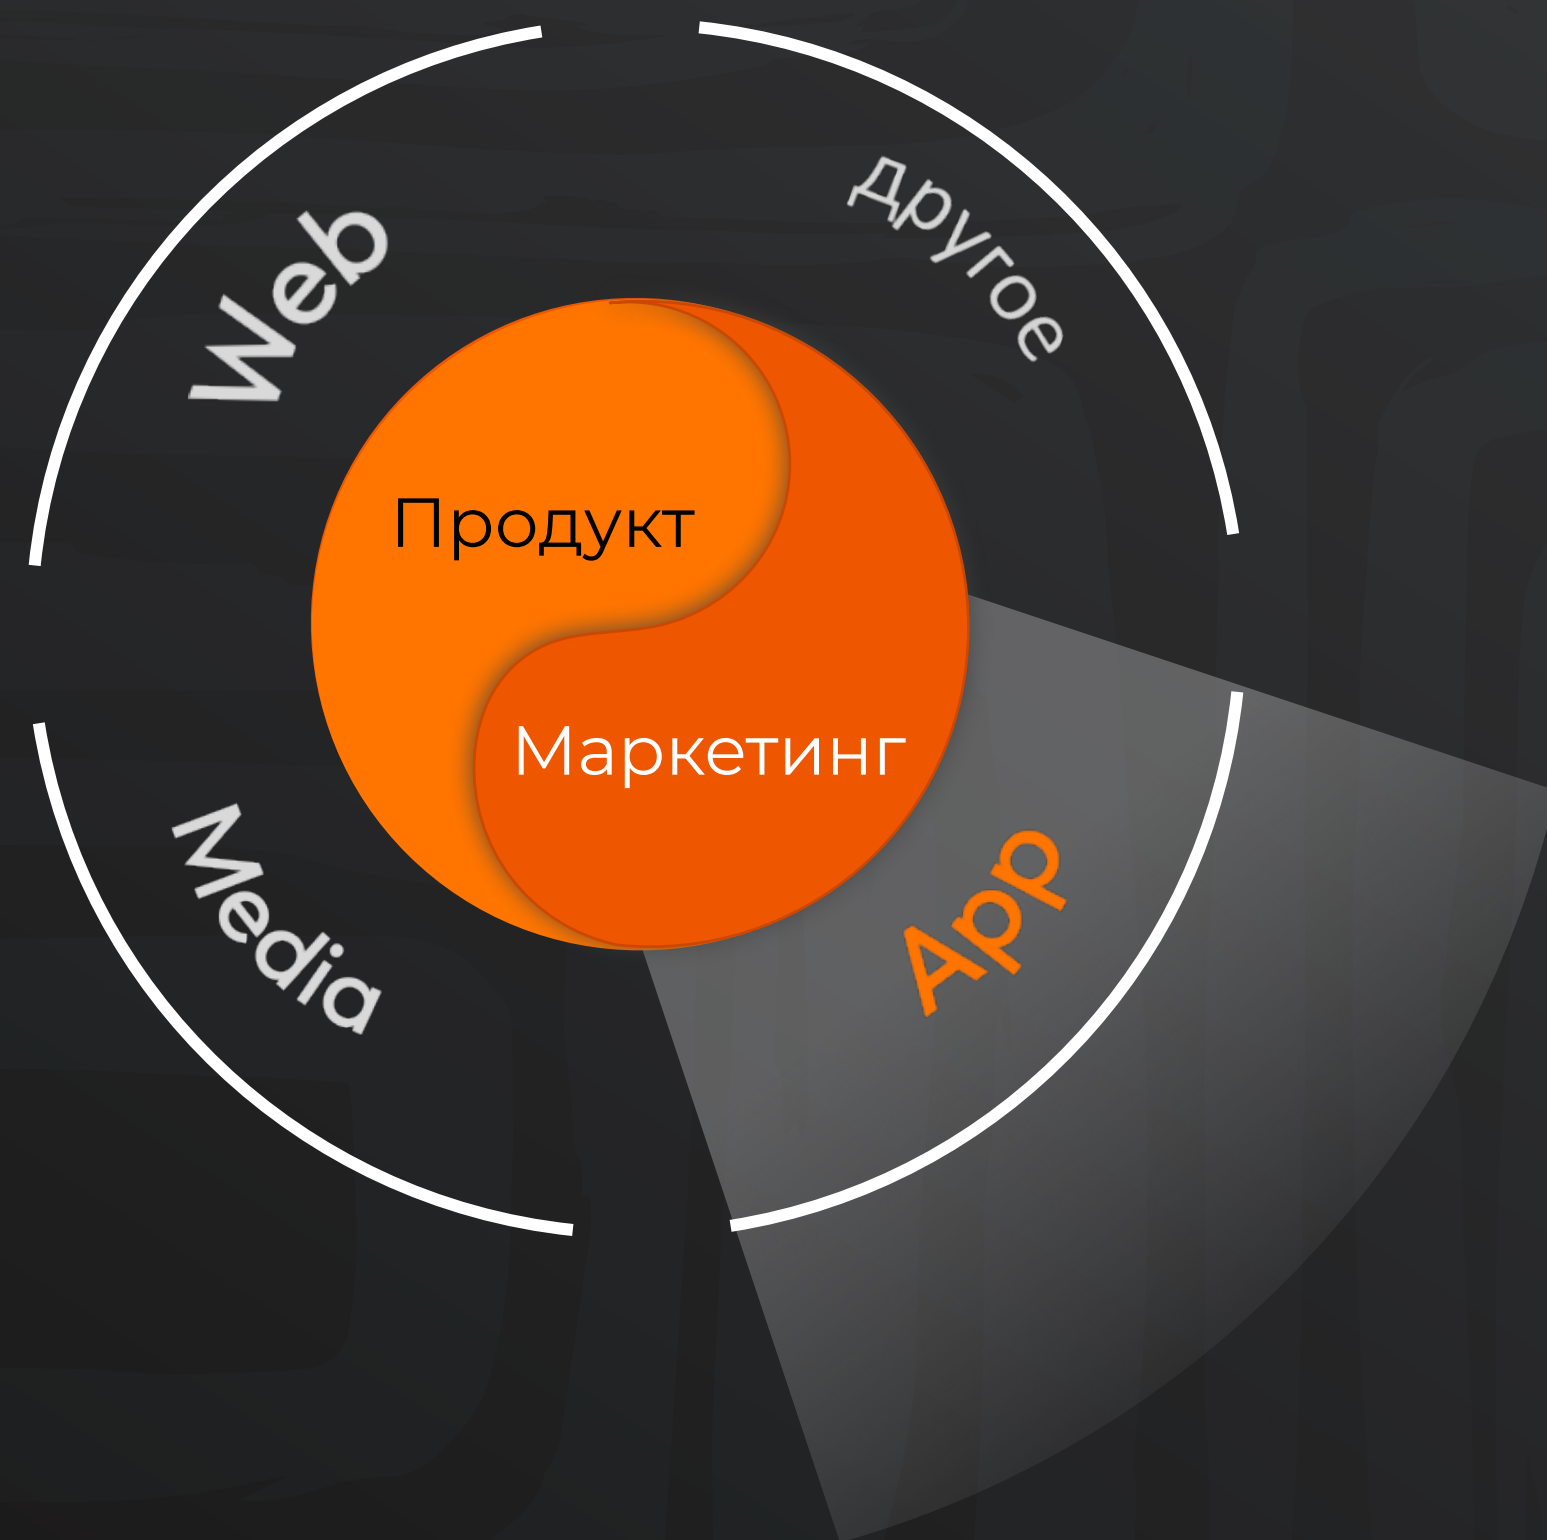 Web
другое
Продукт
Маркетинг
Media
App